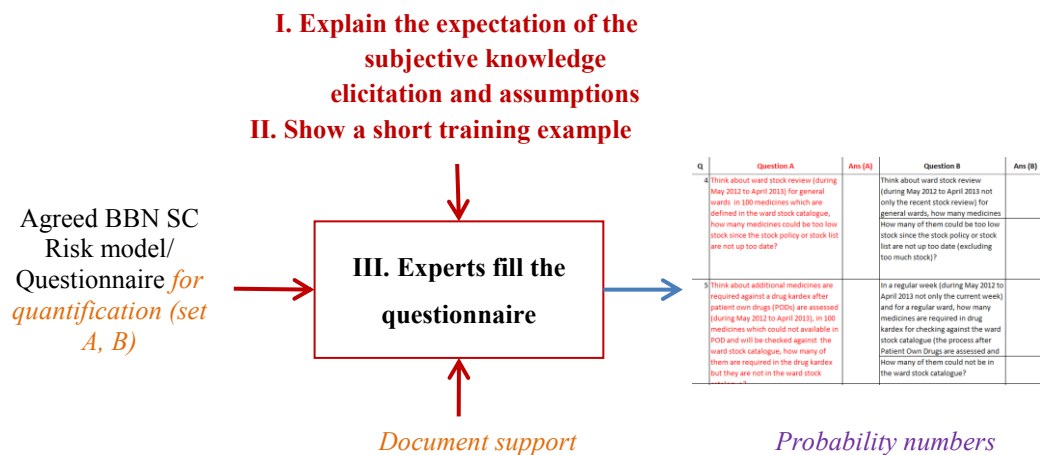 I. Explain the expectation of the
subjective knowledge
elicitation and assumptions
II. Show a short training example
Agreed BBN SC
Risk model/
Questionnaire for
quantification (set
A, B)
III. Experts fill the
questionnaire
Document support
Q Question A Ans (A) Question B Ans (B)
4 Think about ward stock review (during
May 2012 to April 2013) for general
wards in 100 medicines which are
defined in the ward stock catalogue,
how many medicines could be too low
stock since the stock policy or stock list
are not up too date?
Think about ward stock review
(during May 2012 to April 2013 not
only the recent stock review) for
general wards, how many medicines
How many of them could be too low
stock since the stock policy or stock
list are not up too date (excluding
too much stock)?
5 Think about additional medicines are
required against a drug kardex after
patient own drugs (PODs) are assessed
(during May 2012 to April 2013), in 100
medicines which could not available in
POD and will be checked against the
ward stock catalogue, how many of
them are required in the drug kardex
but they are not in the ward stock
In a regular week (during May 2012 to
April 2013 not only the current week)
and for a regular ward, how many
medicines are required in drug
kardex for checking against the ward
stock catalogue (the process after
Patient Own Drugs are assessed and
How many of them could not be in
the ward stock catalogue?
Probability numbers